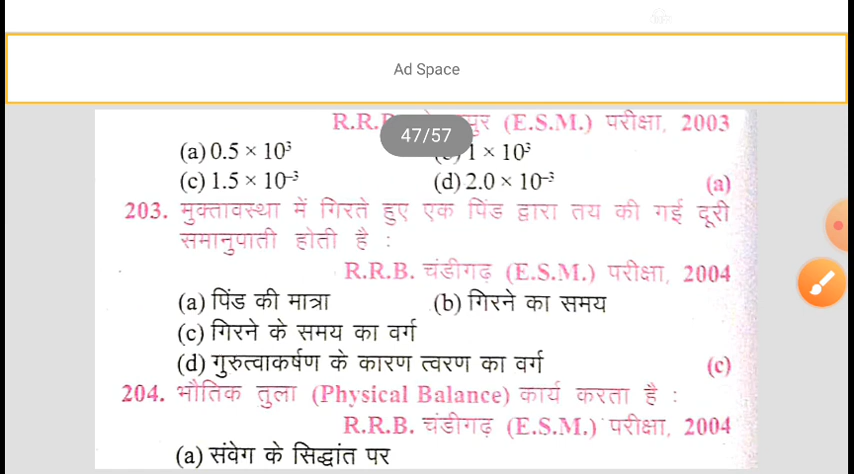 Ad Space
R.R.B. पुर (E.S.M.) परीक्षा, 2003
47/57
(a) 0.5 × 10³ 1 × 10³
(c) 1.5 × 10⁻³ (d) 2.0 × 10⁻³ (a)
203. मुक्तावस्था में गिरते हुए एक पिंड द्वारा तय की गई दूरी
समानुपाती होती है :
R.R.B. चंडीगढ़ (E.S.M.) परीक्षा, 2004
(a) पिंड की मात्रा (b) गिरने का समय
(c) गिरने के समय का वर्ग
(d) गुरुत्वाकर्षण के कारण त्वरण का वर्ग (c)
204. भौतिक तुला (Physical Balance) कार्य करता है :
R.R.B. चंडीगढ़ (E.S.M.) परीक्षा, 2004
(a) संवेग के सिद्धांत पर